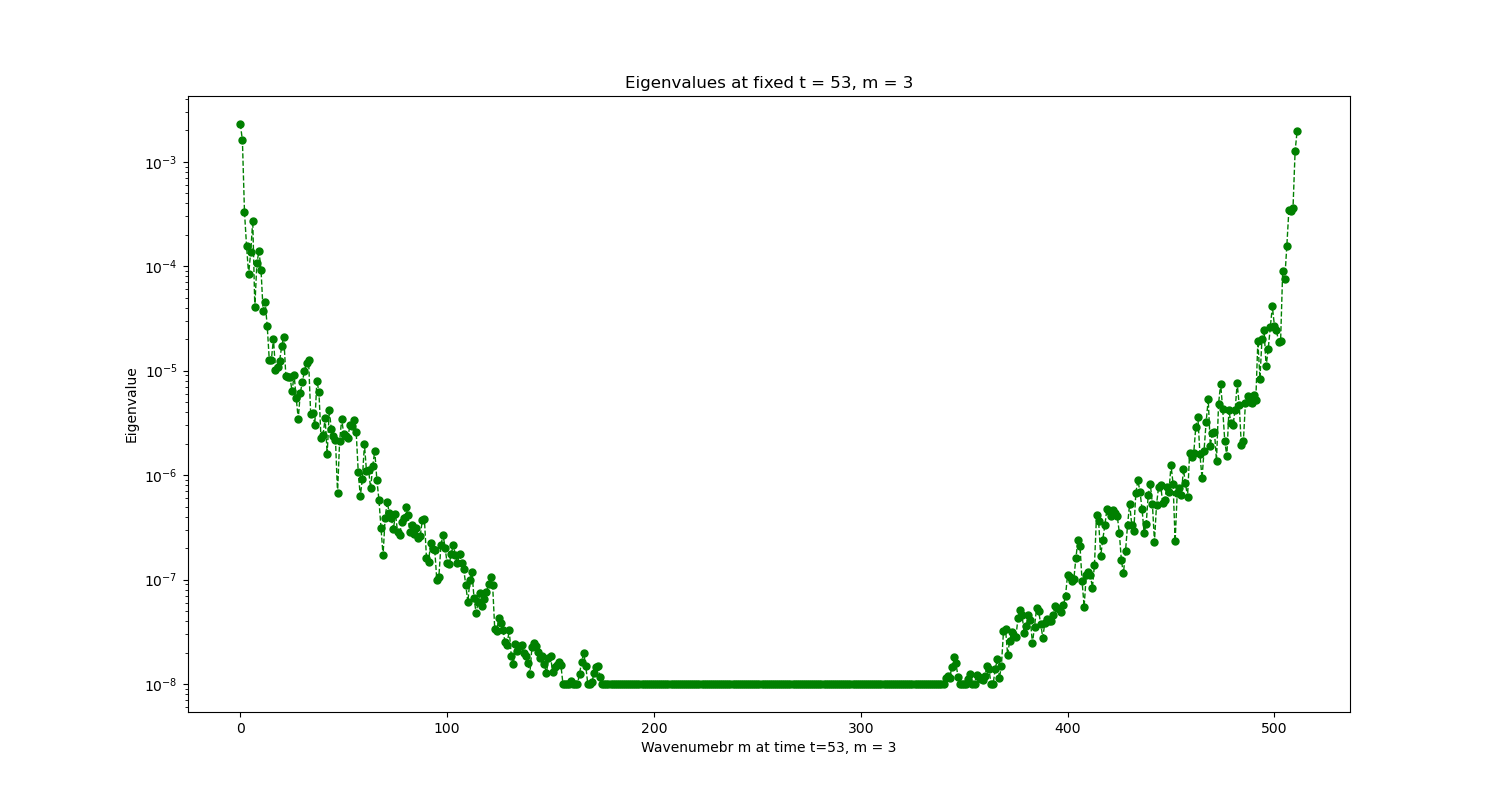 Eigenvalues at fixed t = 53, m = 3
Eigenvalue
10⁻³
10⁻⁴
10⁻⁵
10⁻⁶
10⁻⁷
10⁻⁸
0 100 200 300 400 500
Wavenumebr m at time t=53, m = 3